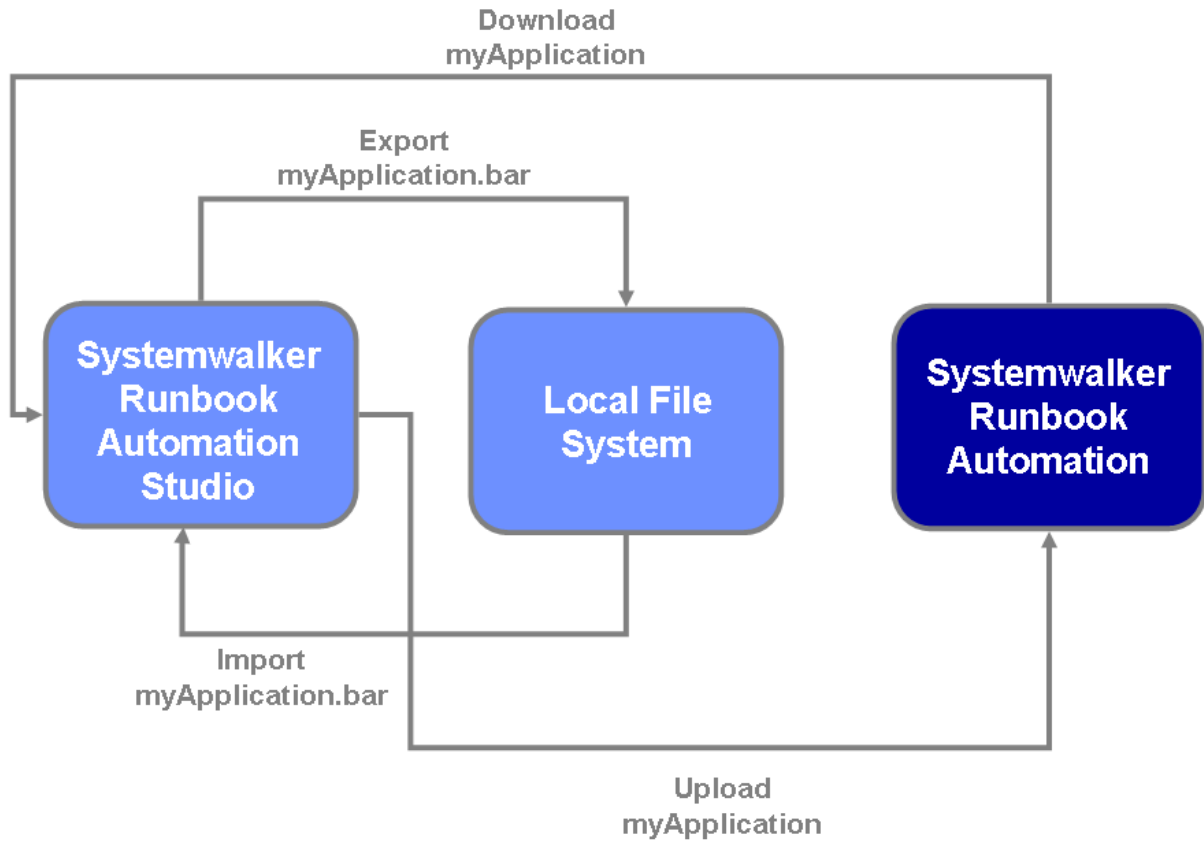 Download
myApplication
Export
myApplication.bar
Systemwalker
Runbook
Automation
Studio
Local File
System
Systemwalker
Runbook
Automation
Import
myApplication.bar
Upload
myApplication